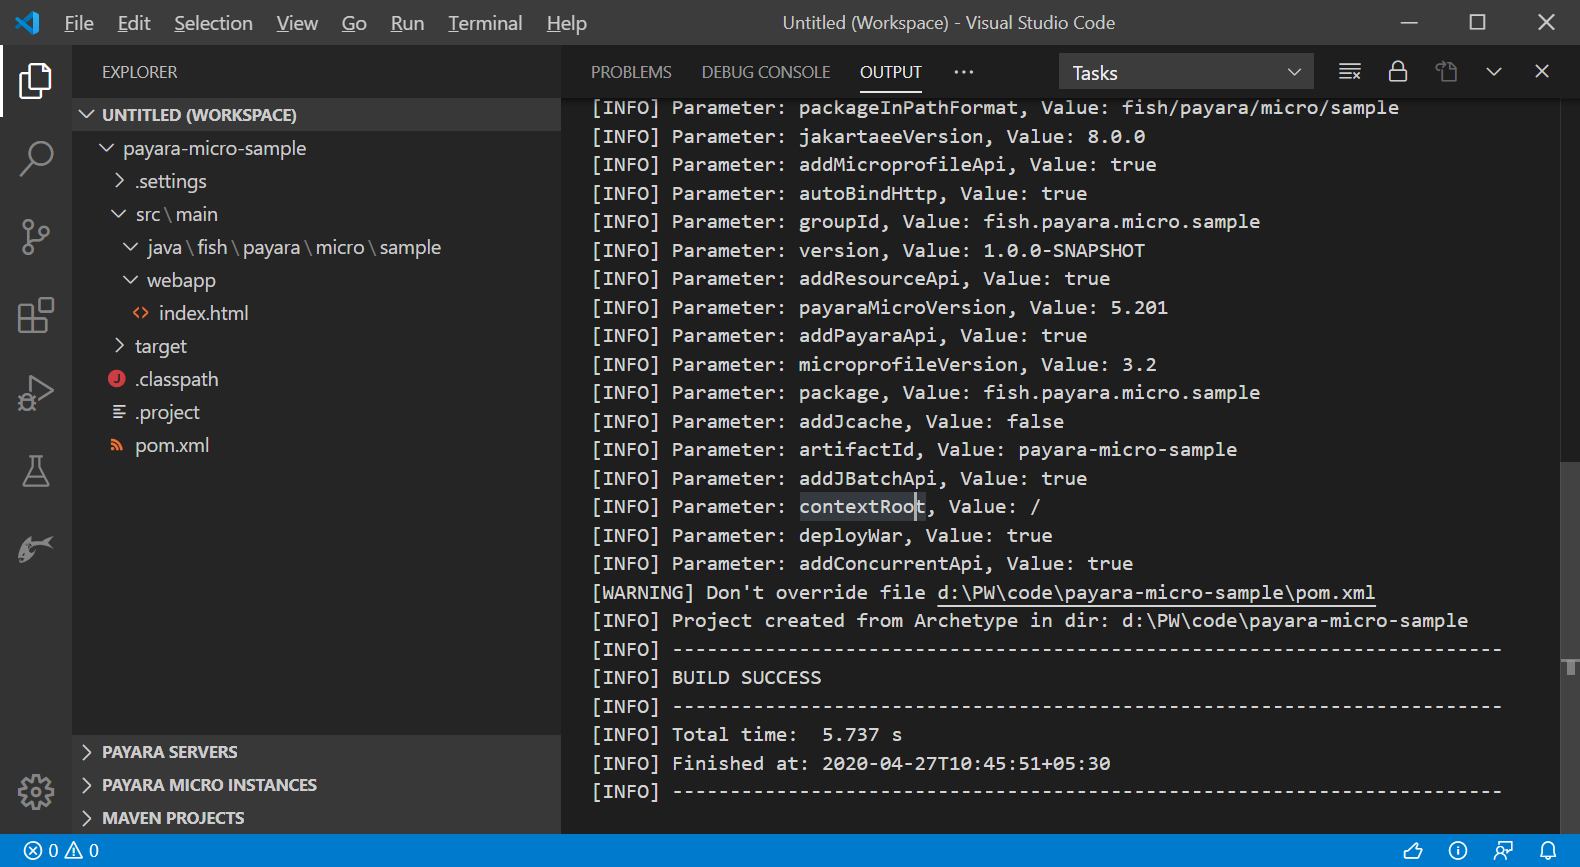 File Edit Selection View Go Run Terminal Help Untitled (Workspace) - Visual Studio Code
EXPLORER
UNTITLED (WORKSPACE)
payara-micro-sample
.settings
src\main
java\fish\payara\micro\sample
webapp
index.html
target
.classpath
.project
pom.xml
PAYARA SERVERS
PAYARA MICRO INSTANCES
MAVEN PROJECTS
PROBLEMS DEBUG CONSOLE OUTPUT ··· Tasks
[INFO] Parameter: packageInPathFormat, Value: fish/payara/micro/sample
[INFO] Parameter: jakartaeeVersion, Value: 8.0.0
[INFO] Parameter: addMicroprofileApi, Value: true
[INFO] Parameter: autoBindHttp, Value: true
[INFO] Parameter: groupId, Value: fish.payara.micro.sample
[INFO] Parameter: version, Value: 1.0.0-SNAPSHOT
[INFO] Parameter: addResourceApi, Value: true
[INFO] Parameter: payaraMicroVersion, Value: 5.201
[INFO] Parameter: addPayaraApi, Value: true
[INFO] Parameter: microprofileVersion, Value: 3.2
[INFO] Parameter: package, Value: fish.payara.micro.sample
[INFO] Parameter: addJcache, Value: false
[INFO] Parameter: artifactId, Value: payara-micro-sample
[INFO] Parameter: addJBatchApi, Value: true
[INFO] Parameter: contextRoot, Value: /
[INFO] Parameter: deployWar, Value: true
[INFO] Parameter: addConcurrentApi, Value: true
[WARNING] Don't override file d:\PW\code\payara-micro-sample\pom.xml
[INFO] Project created from Archetype in dir: d:\PW\code\payara-micro-sample
[INFO] ------------------------------------------------------------------------
[INFO] BUILD SUCCESS
[INFO] ------------------------------------------------------------------------
[INFO] Total time:  5.737 s
[INFO] Finished at: 2020-04-27T10:45:51+05:30
[INFO] ------------------------------------------------------------------------
0 0